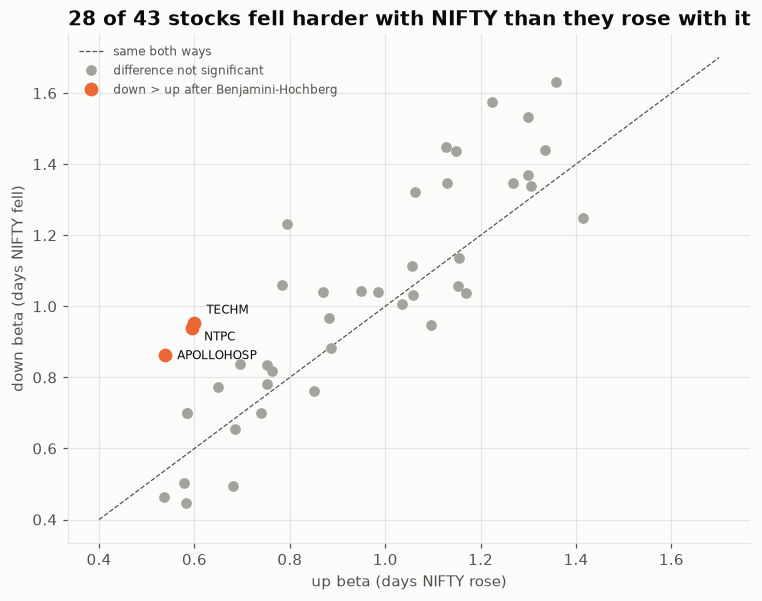 28 of 43 stocks fell harder with NIFTY than they rose with it
same both ways
difference not significant
down > up after Benjamini-Hochberg
down beta (days NIFTY fell)
1.6
1.4
1.2
1.0
0.8
0.6
0.4
TECHM
NTPC
APOLLOHOSP
0.4 0.6 0.8 1.0 1.2 1.4 1.6
up beta (days NIFTY rose)